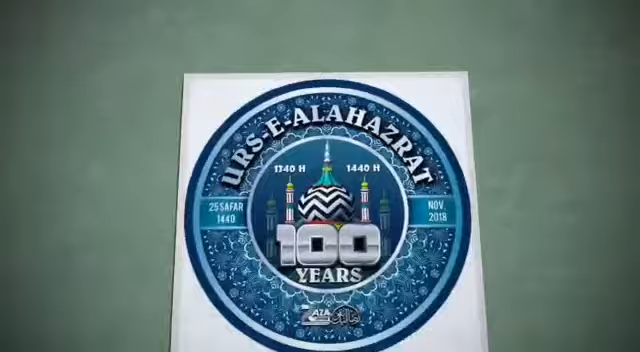 URS-E-ALAHAZRAT
1340 H
1440 H
25 SAFAR
1440
NOV.
2018
100
YEARS